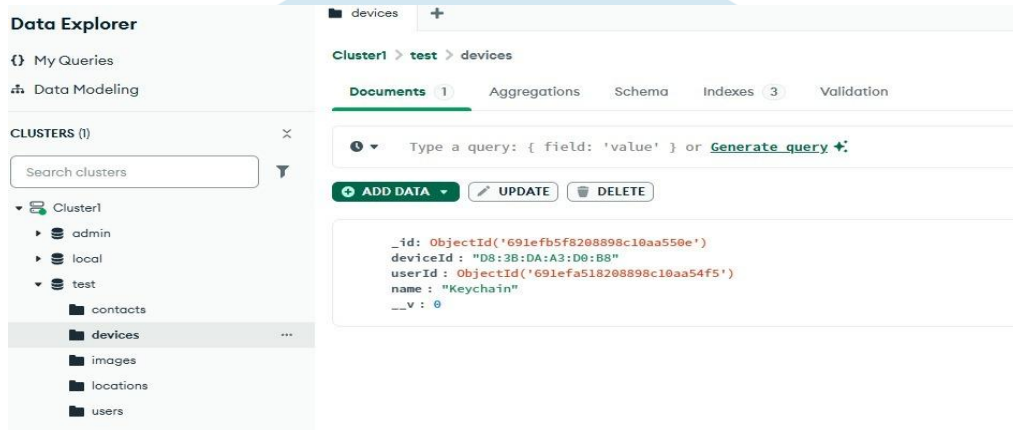 Data Explorer
My Queries
Data Modeling
CLUSTERS (1)
Search clusters
Cluster1
admin
local
test
contacts
devices
images
locations
users
devices
Cluster1 > test > devices
Documents 1 Aggregations Schema Indexes 3 Validation
Type a query: { field: 'value' } or Generate query
ADD DATA UPDATE DELETE
_id: ObjectId('691efb5f8208898c10aa550e')
deviceId : "D8:3B:DA:A3:D0:B8"
userId : ObjectId('691efa518208898c10aa54f5')
name : "Keychain"
__v : 0